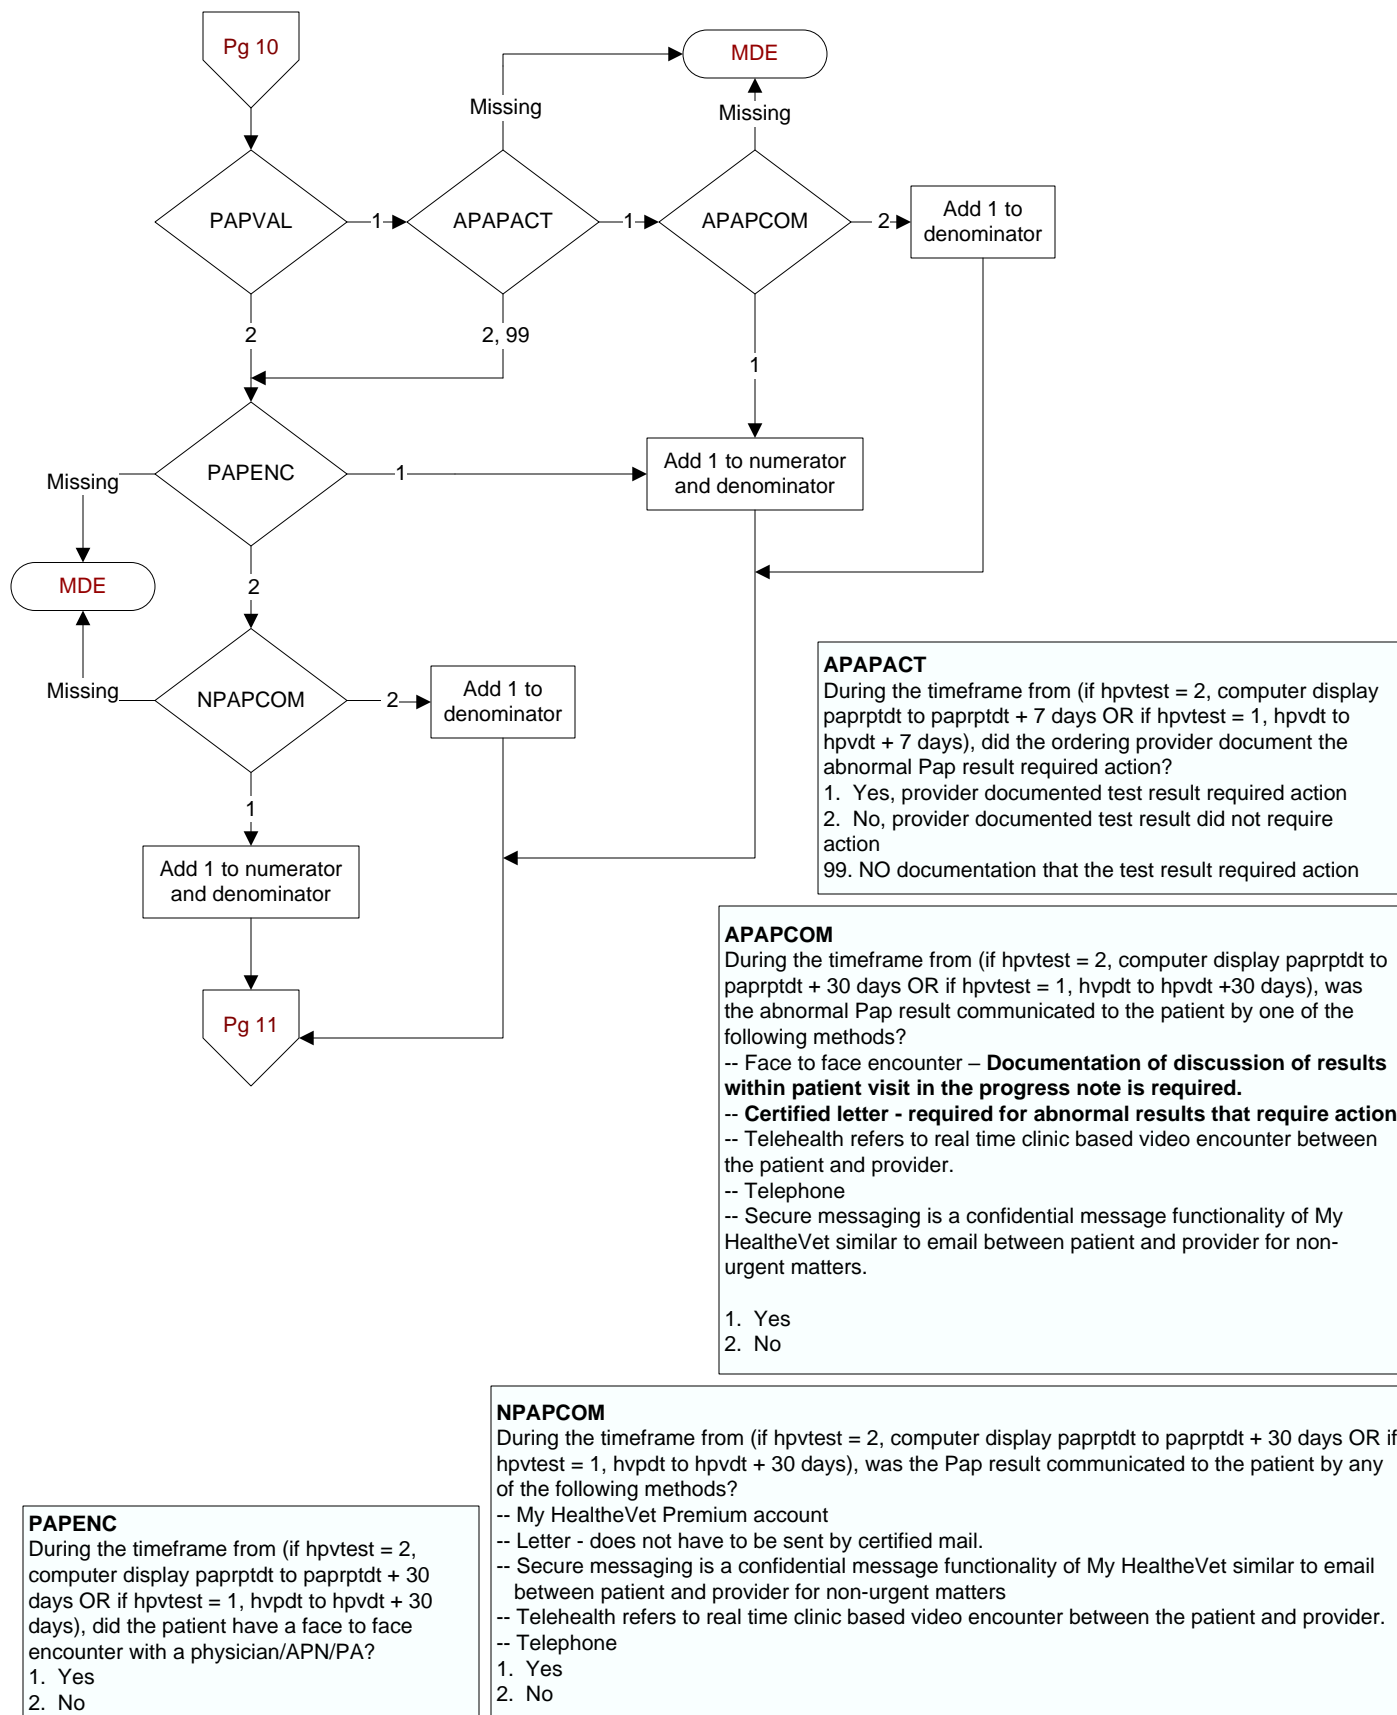 Pg 10
MDE
Missing
Missing
PAPVAL
1
APAPACT
1
APAPCOM
2
Add 1 to
denominator
2
2, 99
1
Missing
PAPENC
1
Add 1 to numerator
and denominator
MDE
2
Missing
NPAPCOM
2
Add 1 to
denominator
1
Add 1 to numerator
and denominator
Pg 11
APAPACT
During the timeframe from (if hpvtest = 2, computer display
paprptdt to paprptdt + 7 days OR if hpvtest = 1, hpvdt to
hpvdt + 7 days), did the ordering provider document the
abnormal Pap result required action?
1. Yes, provider documented test result required action
2. No, provider documented test result did not require
action
99. NO documentation that the test result required action
APAPCOM
During the timeframe from (if hpvtest = 2, computer display paprptdt to
paprptdt + 30 days OR if hpvtest = 1, hvpdt to hpvdt +30 days), was
the abnormal Pap result communicated to the patient by one of the
following methods?
-- Face to face encounter – Documentation of discussion of results
within patient visit in the progress note is required.
-- Certified letter - required for abnormal results that require action
-- Telehealth refers to real time clinic based video encounter between
the patient and provider.
-- Telephone
-- Secure messaging is a confidential message functionality of My
HealtheVet similar to email between patient and provider for non-
urgent matters.
1. Yes
2. No
NPAPCOM
During the timeframe from (if hpvtest = 2, computer display paprptdt to paprptdt + 30 days OR if
hpvtest = 1, hvpdt to hpvdt + 30 days), was the Pap result communicated to the patient by any
of the following methods?
-- My HealtheVet Premium account
-- Letter - does not have to be sent by certified mail.
-- Secure messaging is a confidential message functionality of My HealtheVet similar to email
between patient and provider for non-urgent matters
-- Telehealth refers to real time clinic based video encounter between the patient and provider.
-- Telephone
1. Yes
2. No
PAPENC
During the timeframe from (if hpvtest = 2,
computer display paprptdt to paprptdt + 30
days OR if hpvtest = 1, hvpdt to hpvdt + 30
days), did the patient have a face to face
encounter with a physician/APN/PA?
1. Yes
2. No